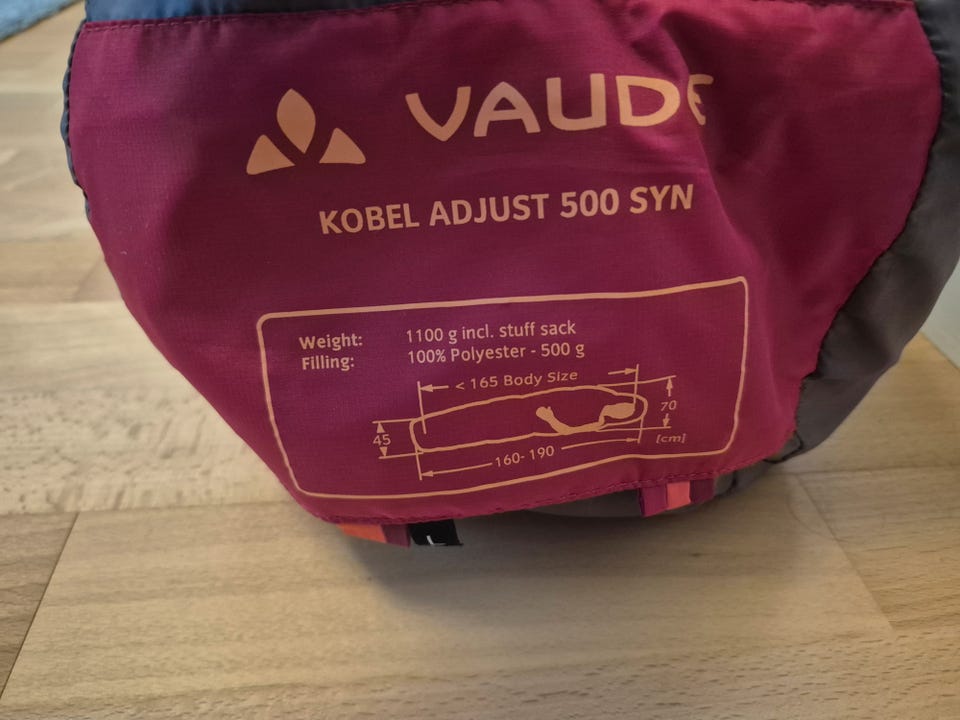 VAUDE
KOBEL ADJUST 500 SYN
Weight: 1100 g incl. stuff sack
Filling: 100% Polyester - 500 g
< 165 Body Size
70
45
[cm]
160-190